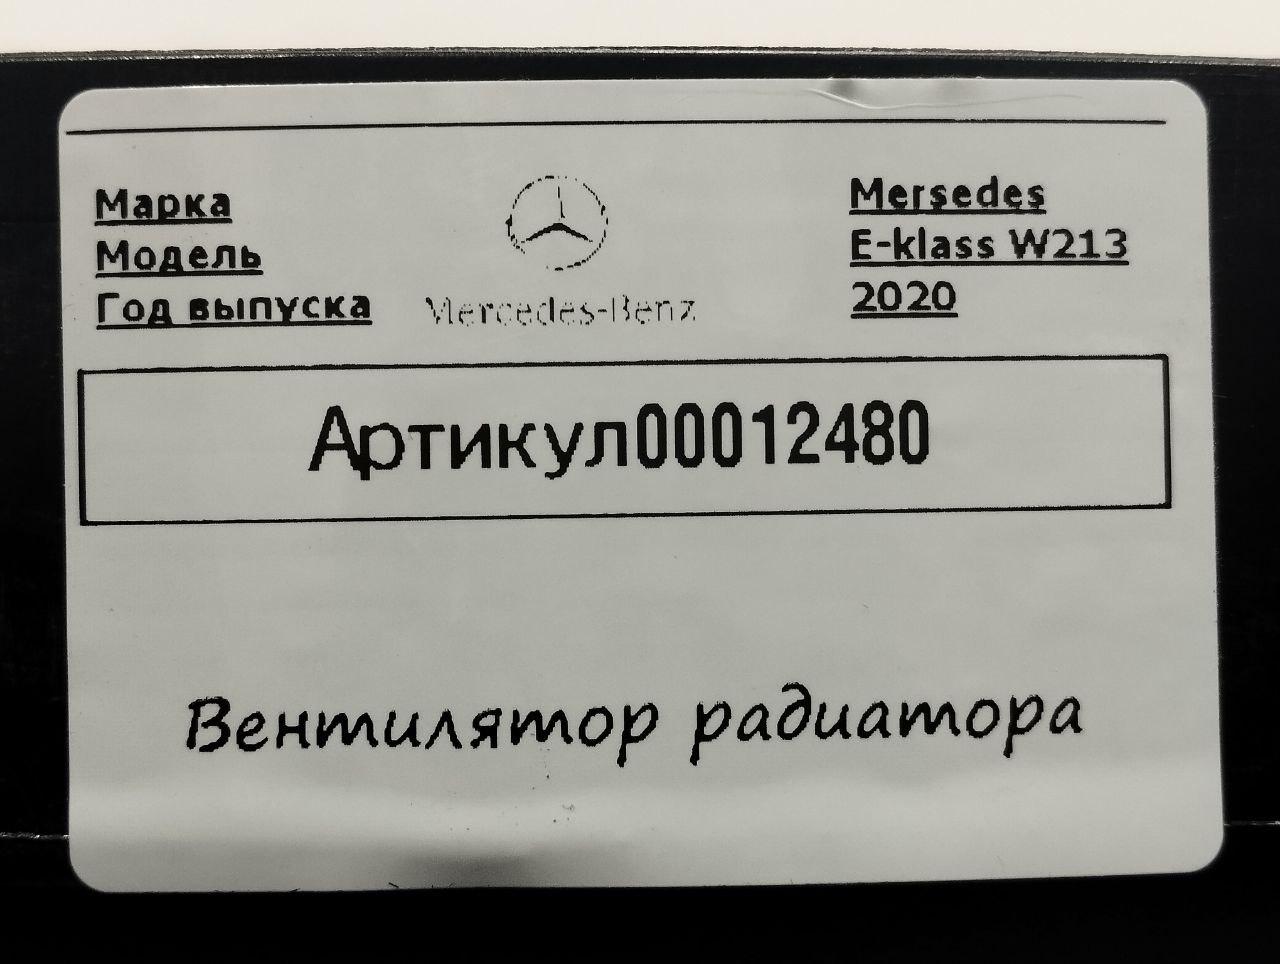 Марка
Модель
Год выпуска
Mercedes-Benz
Mersedes
E-klass W213
2020
Артикул00012480
Вентилятор радиатора